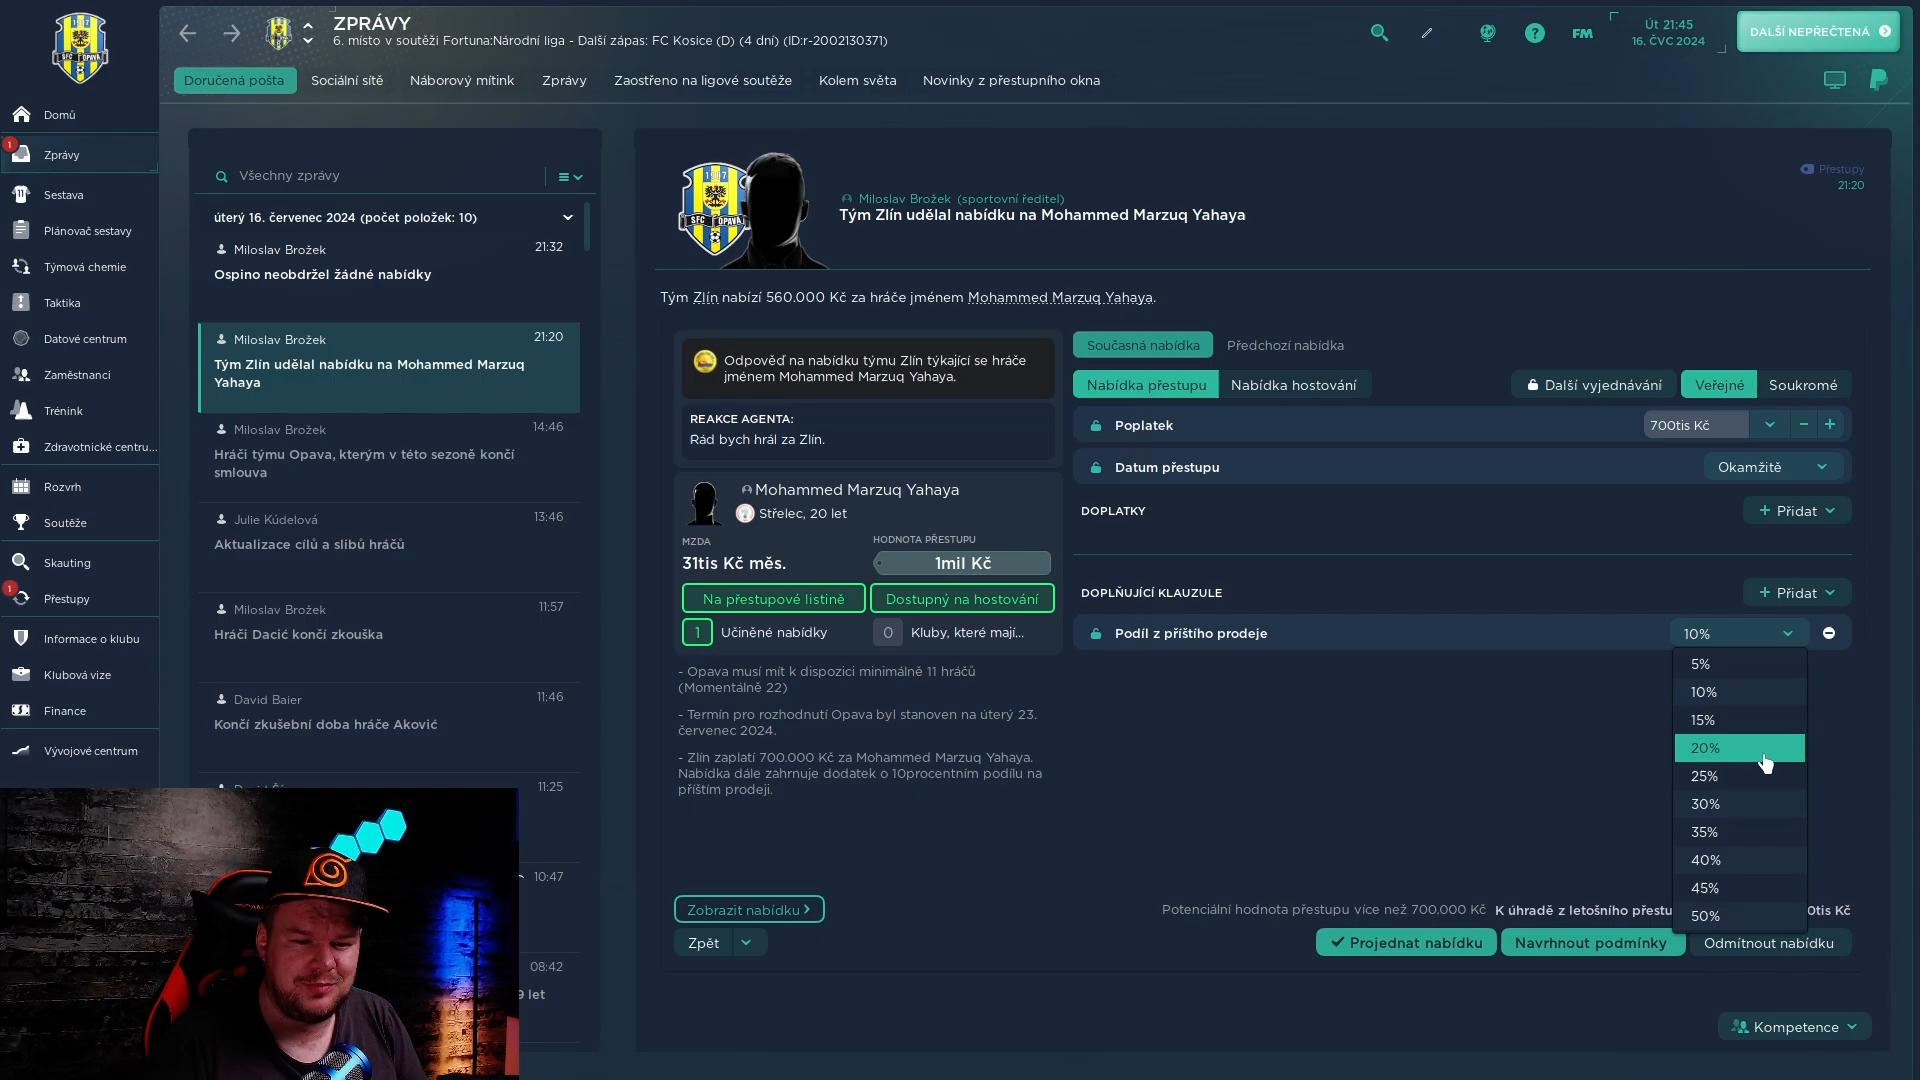 ZPRÁVY
6. místo v soutěži Fortuna:Národní liga - Další zápas: FC Kosice (D) (4 dní) (ID:r-2002130371)
FM
Út 21:45
16. ČVC 2024
DALŠÍ NEPŘEČTENÁ
Doručená pošta
Sociální sítě
Náborový mítink
Zprávy
Zaostřeno na ligové soutěže
Kolem světa
Novinky z přestupního okna
1907
SFC OPAVA
Domů
1
Zprávy
Sestava
Plánovač sestavy
Týmová chemie
Taktika
Datové centrum
Zaměstnanci
Trénink
Zdravotnické centru...
Rozvrh
Soutěže
Skauting
1
Přestupy
Informace o klubu
Klubová vize
Finance
Vývojové centrum
Všechny zprávy
úterý 16. červenec 2024 (počet položek: 10)
Miloslav Brožek
21:32
Ospino neobdržel žádné nabídky
Miloslav Brožek
21:20
Tým Zlín udělal nabídku na Mohammed Marzuq
Yahaya
Miloslav Brožek
14:46
Hráči týmu Opava, kterým v této sezoně končí
smlouva
Julie Kúdelová
13:46
Aktualizace cílů a slibů hráčů
Miloslav Brožek
11:57
Hráči Dacić končí zkouška
David Baier
11:46
Končí zkušební doba hráče Aković
11:25
10:47
08:42
9 let
1907
SFC OPAVA
Miloslav Brožek (sportovní ředitel)
Tým Zlín udělal nabídku na Mohammed Marzuq Yahaya
Přestupy
21:20
Tým Zlín nabízí 560.000 Kč za hráče jménem Mohammed Marzuq Yahaya.
Odpověď na nabídku týmu Zlín týkající se hráče
jménem Mohammed Marzuq Yahaya.
REAKCE AGENTA:
Rád bych hrál za Zlín.
Mohammed Marzuq Yahaya
Střelec, 20 let
MZDA
HODNOTA PŘESTUPU
31tis Kč měs.
1mil Kč
Na přestupové listině
Dostupný na hostování
1
Učiněné nabídky
0
Kluby, které mají...
- Opava musí mít k dispozici minimálně 11 hráčů
(Momentálně 22)
- Termín pro rozhodnutí Opava byl stanoven na úterý 23.
červenec 2024.
- Zlín zaplatí 700.000 Kč za Mohammed Marzuq Yahaya.
Nabídka dále zahrnuje dodatek o 10procentním podílu na
příštím prodeji.
Zobrazit nabídku
Zpět
Současná nabídka
Předchozí nabídka
Nabídka přestupu
Nabídka hostování
Další vyjednávání
Veřejné
Soukromé
Poplatek
700tis Kč
Datum přestupu
Okamžitě
DOPLATKY
Přidat
DOPLŇUJÍCÍ KLAUZULE
Přidat
Podíl z příštího prodeje
10%
5%
10%
15%
20%
25%
30%
35%
40%
45%
50%
Potenciální hodnota přestupu více než 700.000 Kč
K úhradě z letošního přestu
0tis Kč
Projednat nabídku
Navrhnout podmínky
Odmítnout nabídku
Kompetence